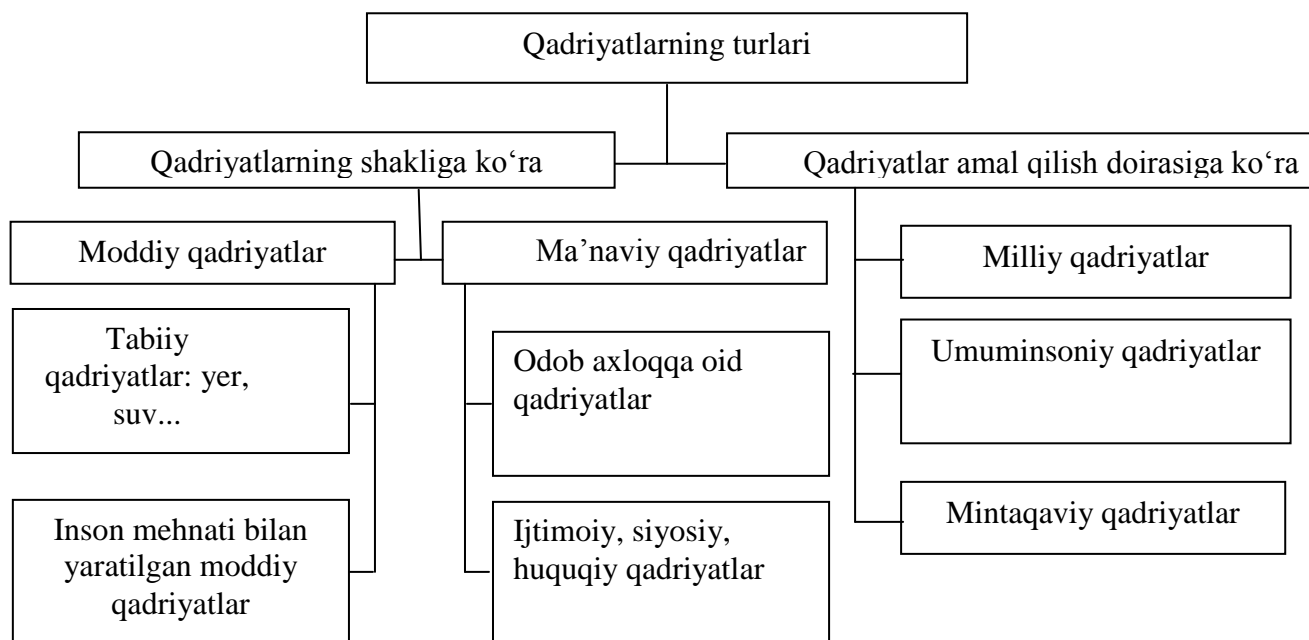 Qadriyatlarning turlari
Qadriyatlarning shakliga ko‘ra
Qadriyatlar amal qilish doirasiga ko‘ra
Moddiy qadriyatlar
Ma’naviy qadriyatlar
Milliy qadriyatlar
Tabiiy
qadriyatlar: yer,
suv...
Odob axloqqa oid
qadriyatlar
Umuminsoniy qadriyatlar
Inson mehnati bilan
yaratilgan moddiy
qadriyatlar
Ijtimoiy, siyosiy,
huquqiy qadriyatlar
Mintaqaviy qadriyatlar